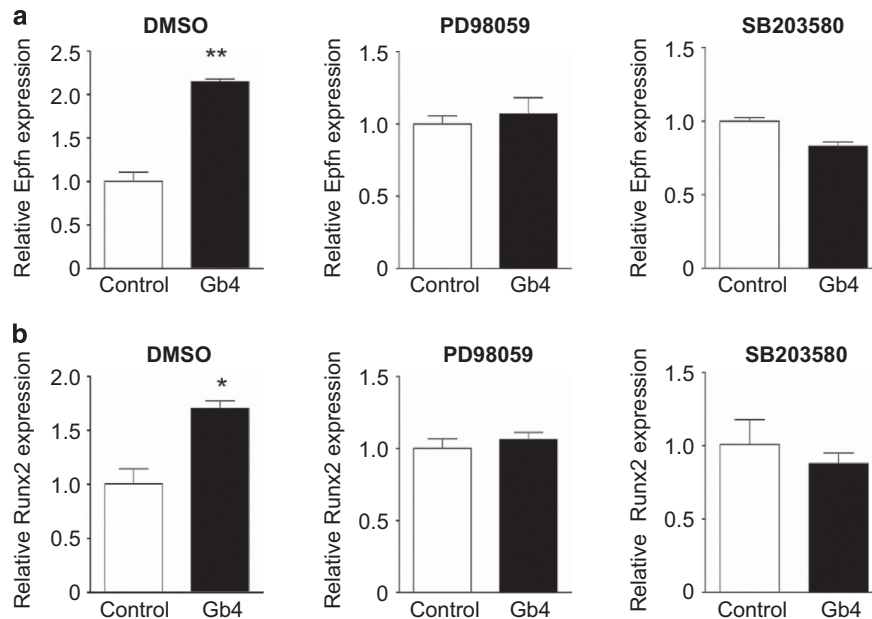 a
DMSO
PD98059
SB203580
Relative Epfn expression
2.5
2.0
1.5
1.0
0.5
0
**
Control
Gb4
Relative Epfn expression
1.5
1.0
0.5
0
Control
Gb4
Relative Epfn expression
1.5
1.0
0.5
0
Control
Gb4
b
DMSO
PD98059
SB203580
Relative Runx2 expression
2.0
1.5
1.0
0.5
0
*
Control
Gb4
Relative Runx2 expression
1.5
1.0
0.5
0
Control
Gb4
Relative Runx2 expression
1.5
1.0
0.5
0
Control
Gb4